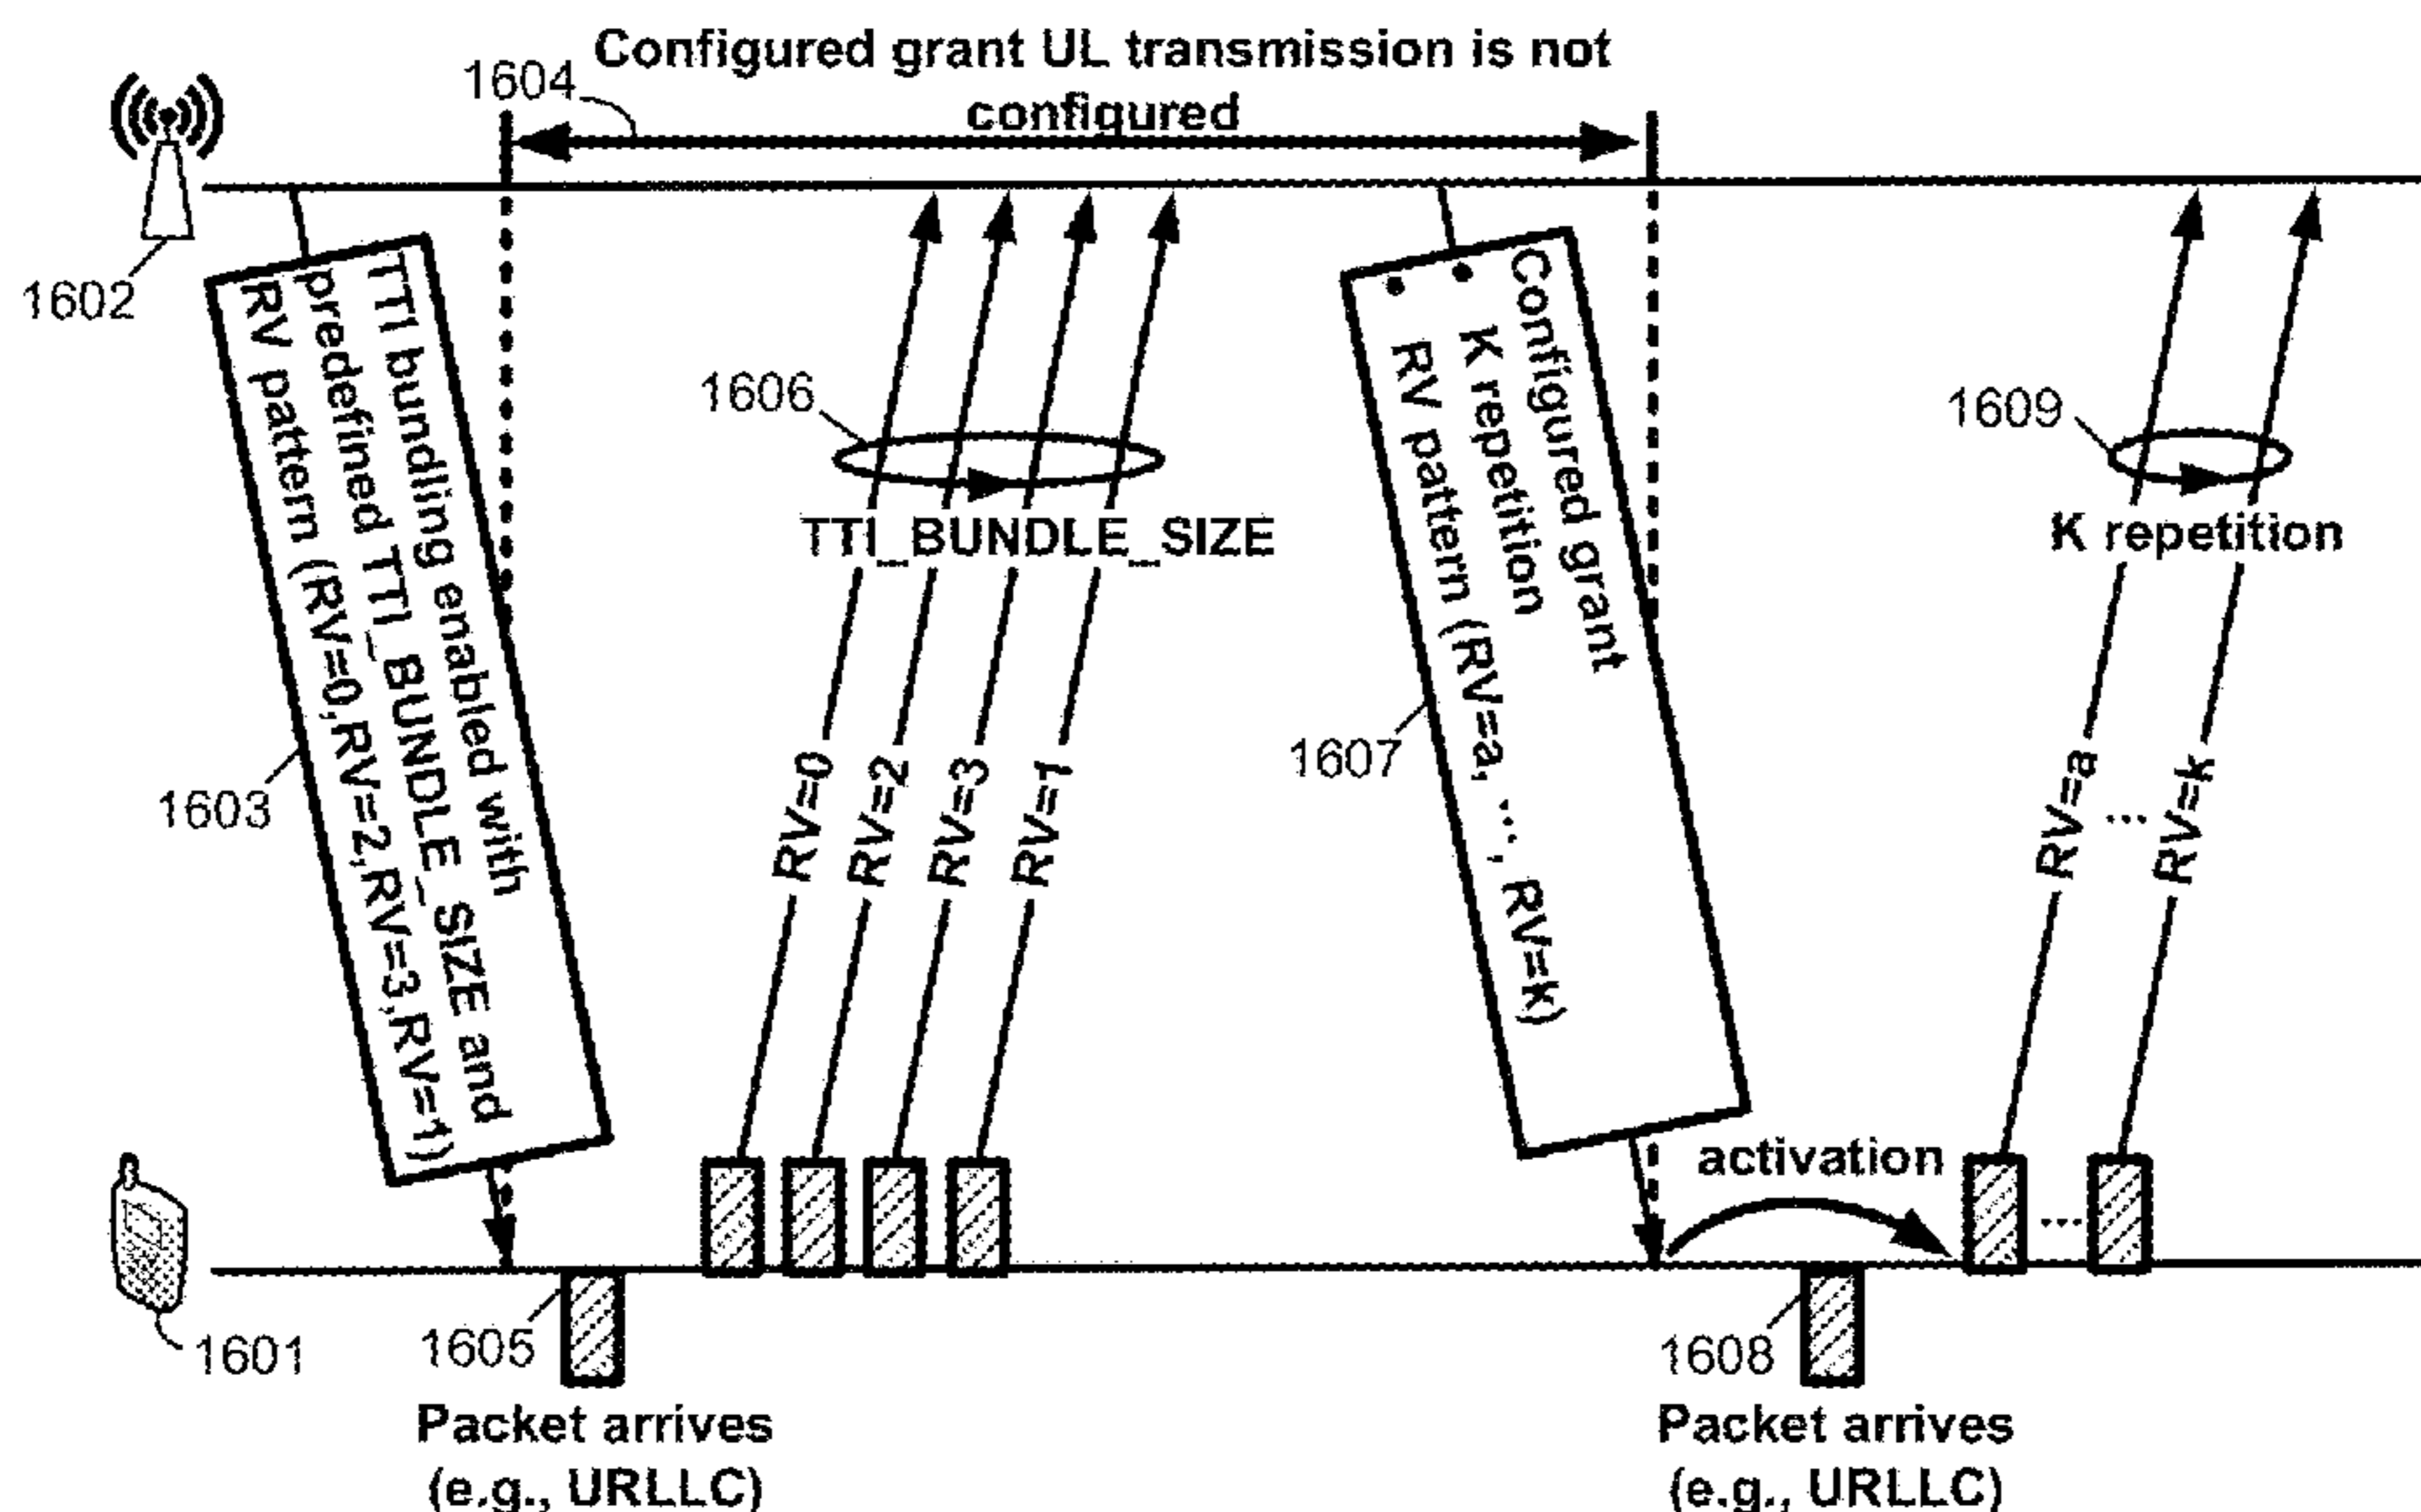 Configured grant UL transmission is not
configured
1604
1602
TTI bundling enabled with
predefined TTI_BUNDLE_SIZE and
RV pattern (RV=0,RV=2,RV=3,RV=1)
1603
1606
TTI_BUNDLE_SIZE
RV=0
RV=2
RV=3
RV=1
Configured grant
• K repetition
• RV pattern (RV=a, ..., RV=k)
1607
1609
K repetition
RV=a
...
RV=k
activation
...
1601
1605
Packet arrives
(e.g., URLLC)
1608
Packet arrives
(e.g., URLLC)